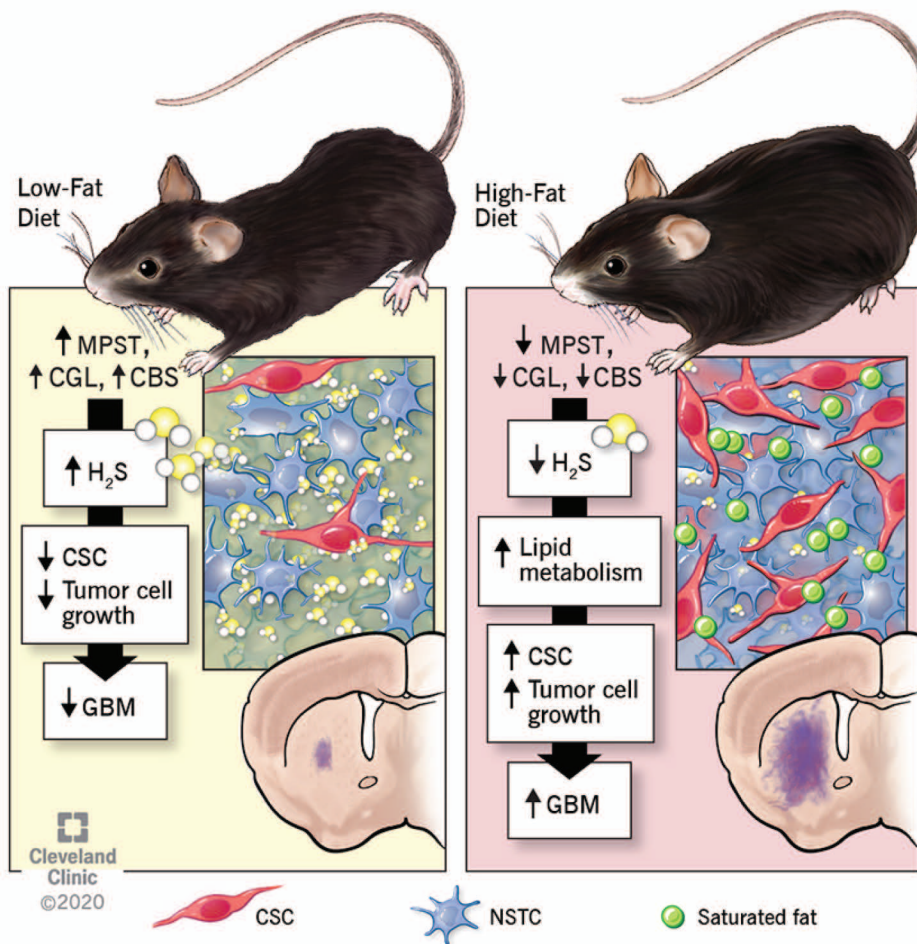 Low-Fat
Diet
↑ MPST,
↑ CGL, ↑ CBS
↑ H₂S
↓ CSC
↓ Tumor cell
growth
↓ GBM
High-Fat
Diet
↓ MPST,
↓ CGL, ↓ CBS
↓ H₂S
↑ Lipid
metabolism
↑ CSC
↑ Tumor cell
growth
↑ GBM
Cleveland
Clinic
©2020
CSC
NSTC
Saturated fat